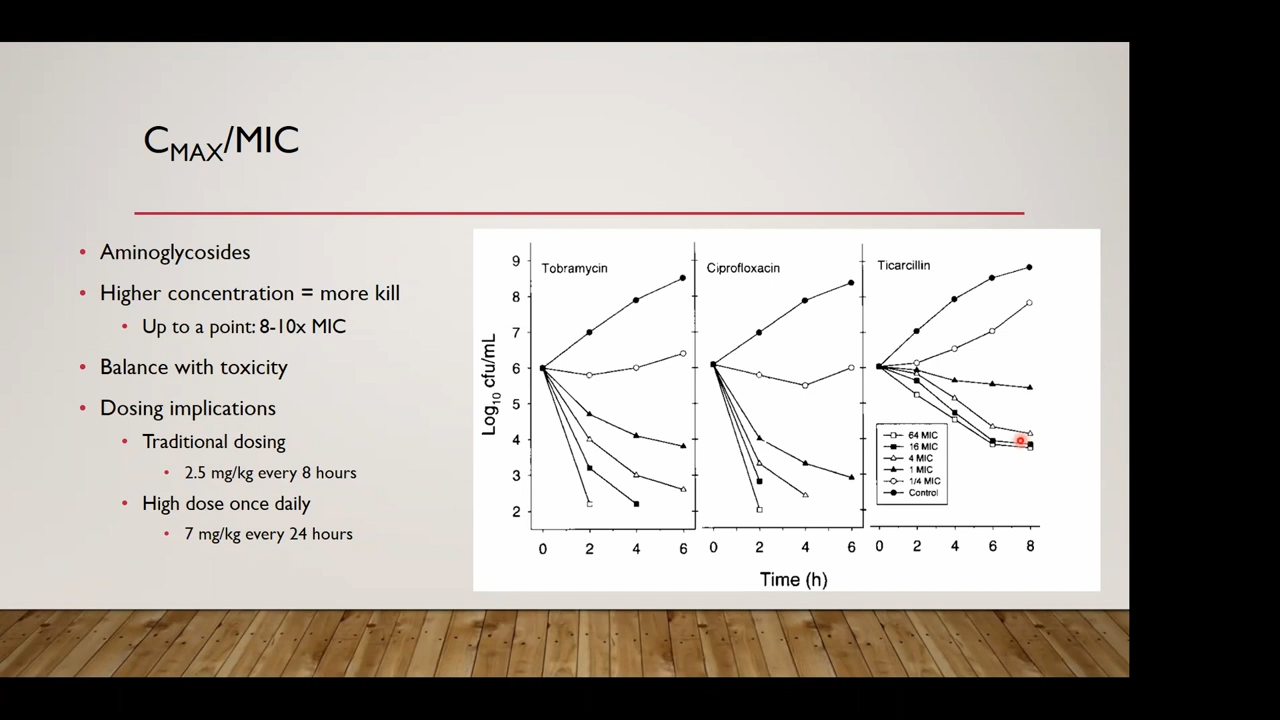 CMAX/MIC
• Aminoglycosides
• Higher concentration = more kill
• Up to a point: 8-10x MIC
• Balance with toxicity
• Dosing implications
• Traditional dosing
• 2.5 mg/kg every 8 hours
• High dose once daily
• 7 mg/kg every 24 hours
Tobramycin
Ciprofloxacin
Ticarcillin
Log10 cfu/mL
9
8
7
6
5
4
3
2
64 MIC
16 MIC
4 MIC
1 MIC
1/4 MIC
Control
0 2 4 6
0 2 4 6
0 2 4 6 8
Time (h)